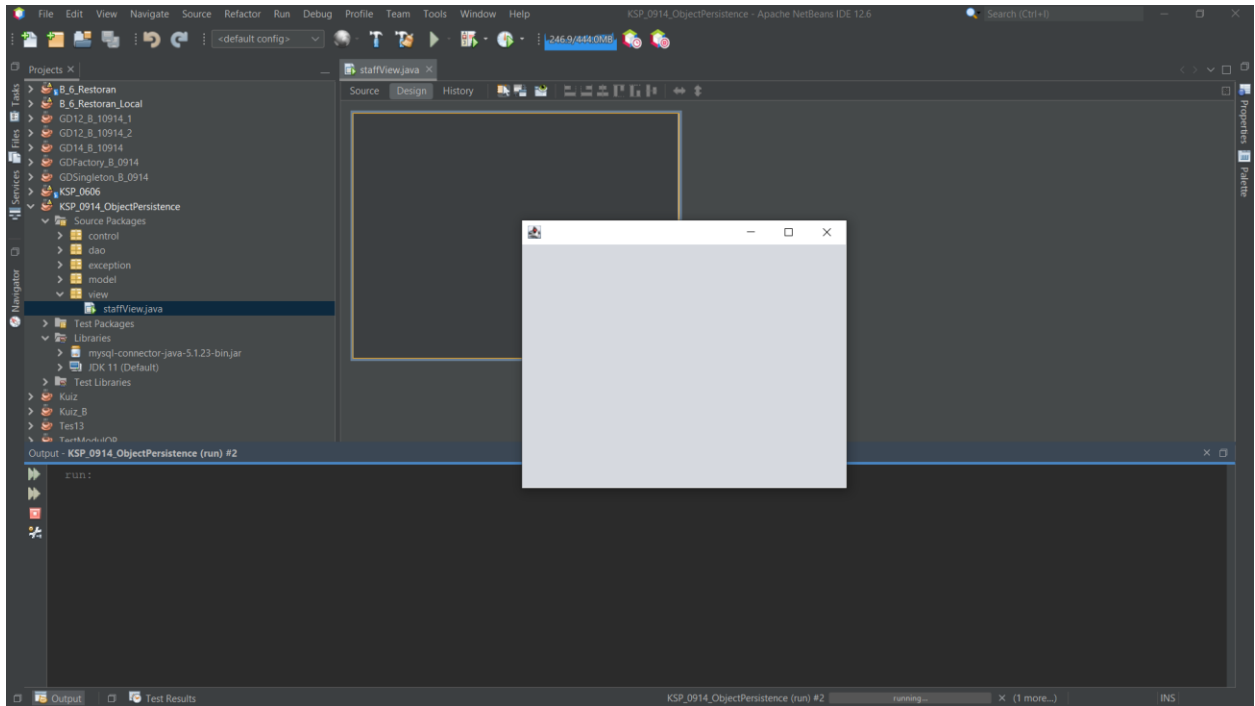 File Edit View Navigate Source Refactor Run Debug Profile Team Tools Window Help KSP_0914_ObjectPersistence - Apache NetBeans IDE 12.6 Search (Ctrl+I)
<default config> 246.9/444.0MB
Projects
staffView.java
Source Design History
B_6_Restoran
B_6_Restoran_Local
GD12_B_10914_1
GD12_B_10914_2
GD14_B_10914
GDFactory_B_0914
GDSingleton_B_0914
KSP_0606
KSP_0914_ObjectPersistence
Source Packages
control
dao
exception
model
view
staffView.java
Test Packages
Libraries
mysql-connector-java-5.1.23-bin.jar
JDK 11 (Default)
Test Libraries
Kuiz
Kuiz_B
Tes13
TestModulOP
Tasks
Files
Services
Navigator
Properties
Palette
Output - KSP_0914_ObjectPersistence (run) #2
run:
Output Test Results KSP_0914_ObjectPersistence (run) #2 running... (1 more...) INS